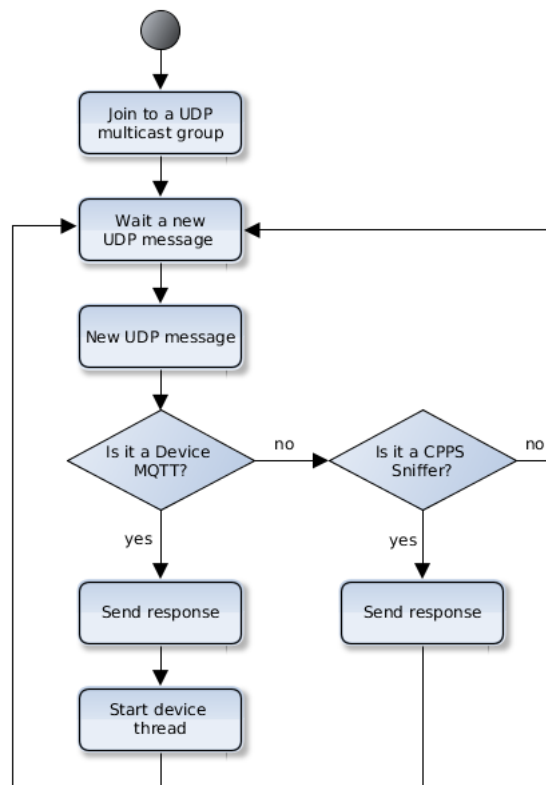 Join to a UDP
multicast group
Wait a new
UDP message
New UDP message
Is it a Device
MQTT?
no
Is it a CPPS
Sniffer?
no
yes
yes
Send response
Send response
Start device
thread